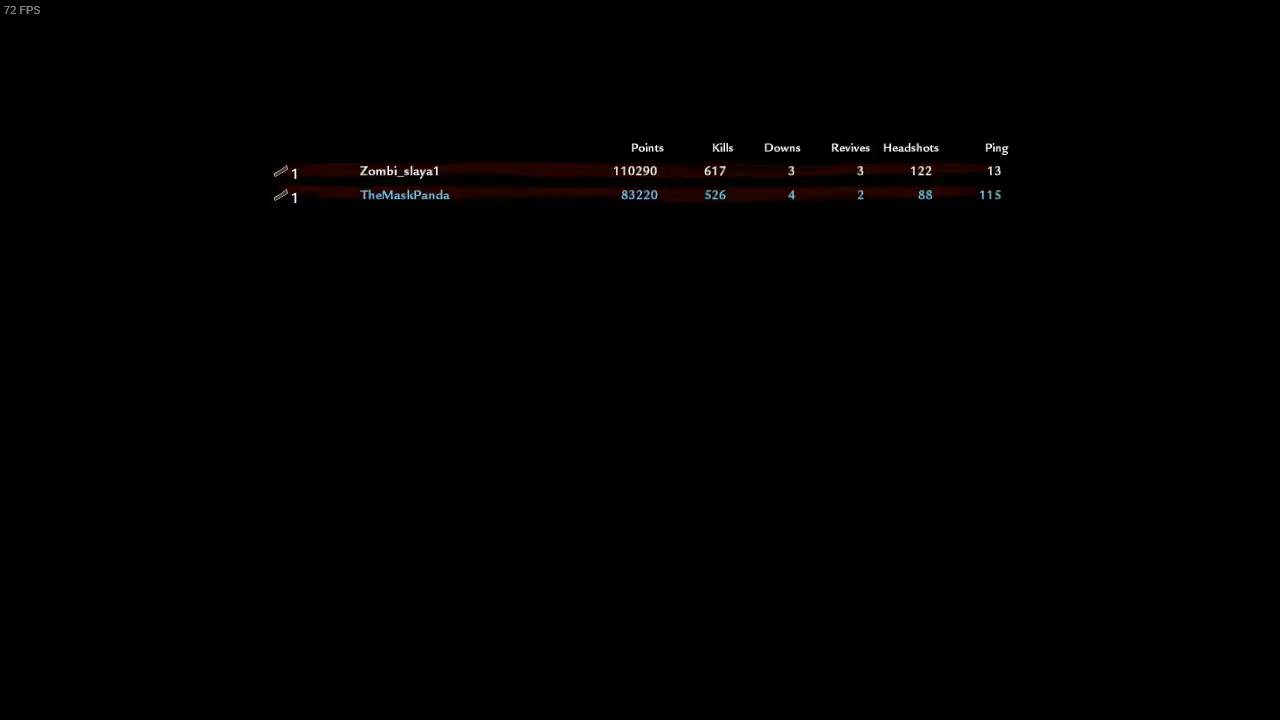 72 FPS
Points Kills Downs Revives Headshots Ping
1 Zombi_slaya1 110290 617 3 3 122 13
1 TheMaskPanda 83220 526 4 2 88 115